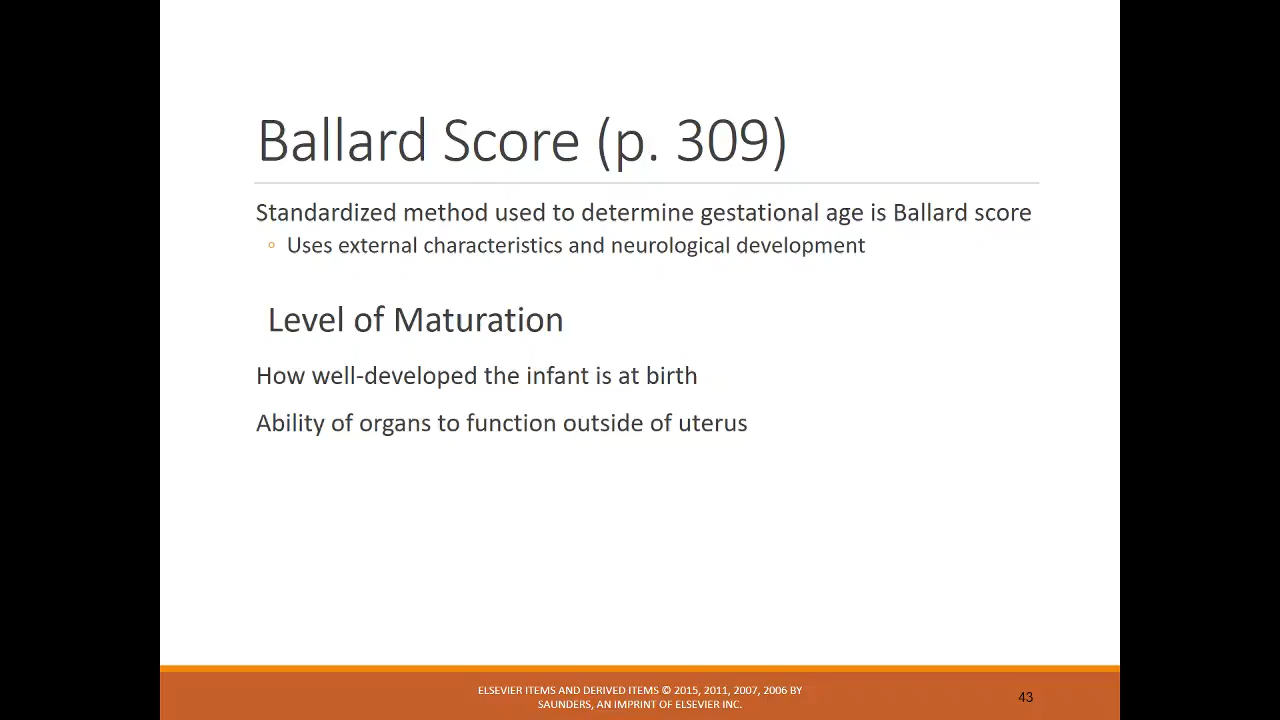 Ballard Score (p. 309)
Standardized method used to determine gestational age is Ballard score
◦ Uses external characteristics and neurological development
Level of Maturation
How well-developed the infant is at birth
Ability of organs to function outside of uterus
ELSEVIER ITEMS AND DERIVED ITEMS © 2015, 2011, 2007, 2006 BY
SAUNDERS, AN IMPRINT OF ELSEVIER INC.
43